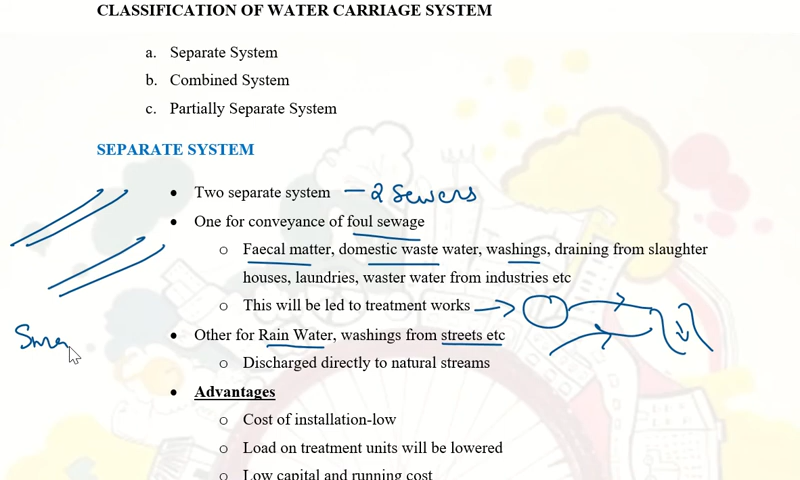 CLASSIFICATION OF WATER CARRIAGE SYSTEM
a. Separate System
b. Combined System
c. Partially Separate System
SEPARATE SYSTEM
• Two separate system – 2 Sewers
• One for conveyance of foul sewage
o Faecal matter, domestic waste water, washings, draining from slaughter
houses, laundries, waster water from industries etc
o This will be led to treatment works
• Other for Rain Water, washings from streets etc
o Discharged directly to natural streams
• Advantages
o Cost of installation-low
o Load on treatment units will be lowered
o Low capital and running cost